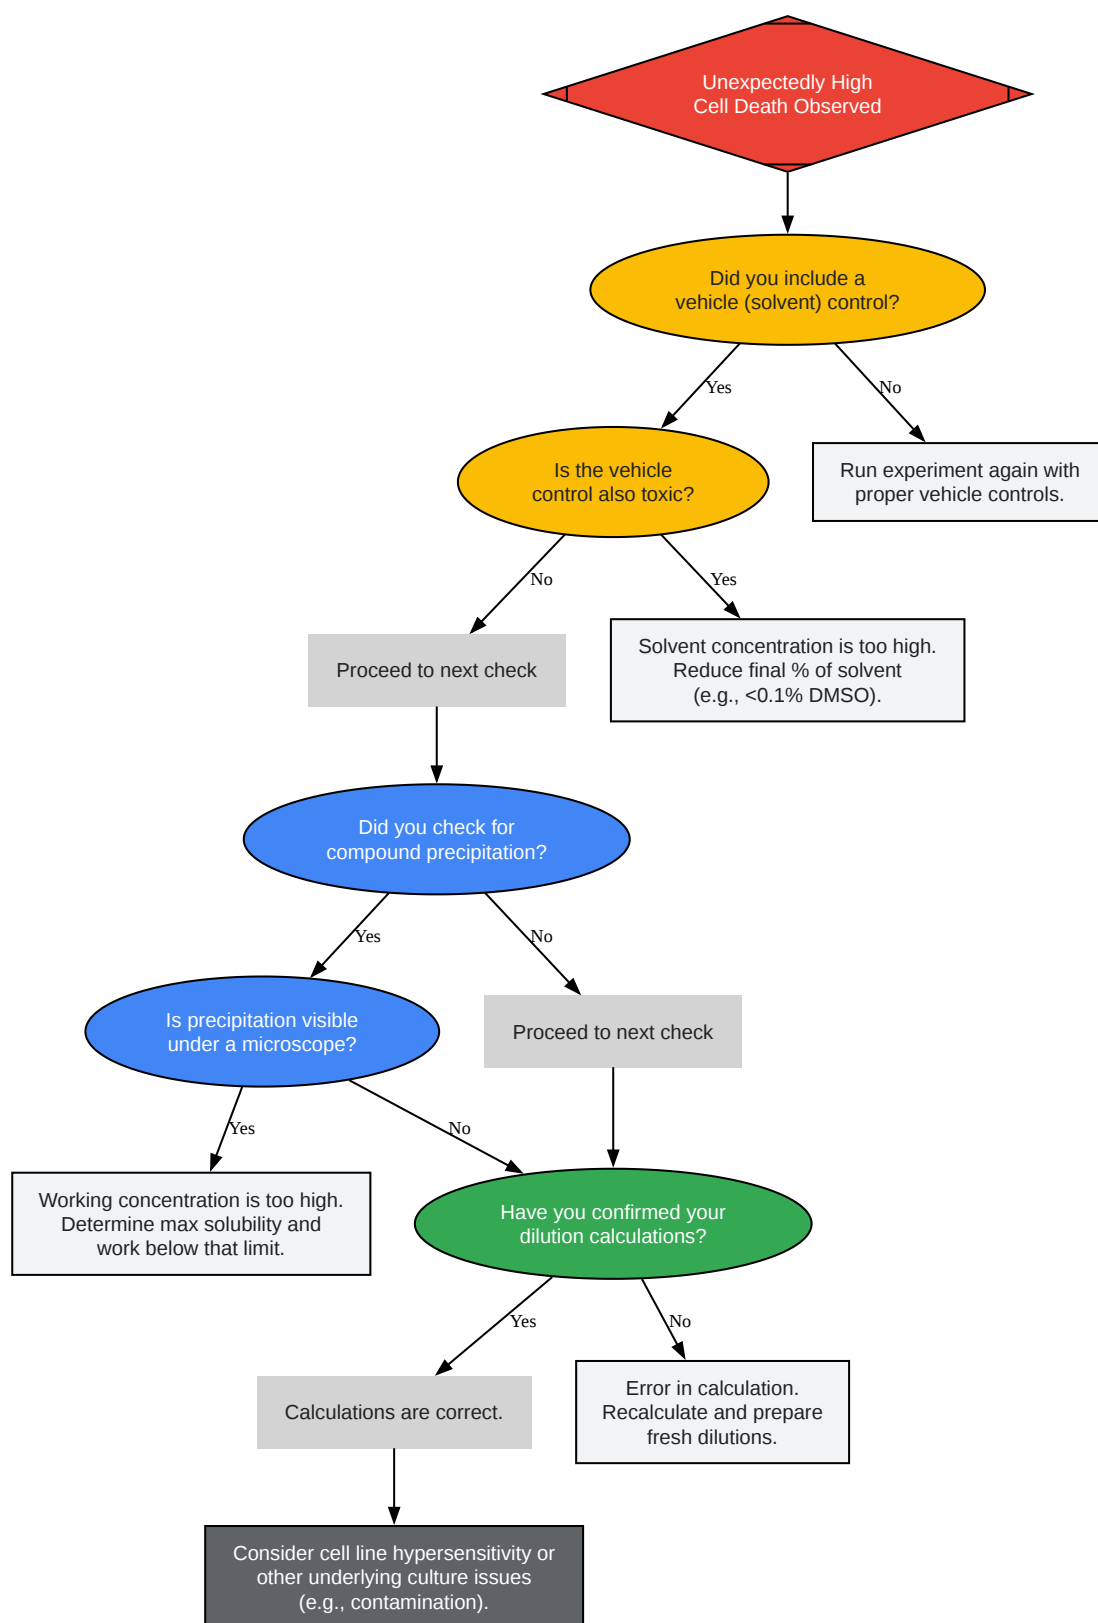 Unexpectedly High
Cell Death Observed
Did you include a
vehicle (solvent) control?
Yes
No
Is the vehicle
control also toxic?
Run experiment again with
proper vehicle controls.
No
Yes
Proceed to next check
Solvent concentration is too high.
Reduce final % of solvent
(e.g., <0.1% DMSO).
Did you check for
compound precipitation?
Yes
No
Is precipitation visible
under a microscope?
Proceed to next check
Yes
No
Working concentration is too high.
Determine max solubility and
work below that limit.
Have you confirmed your
dilution calculations?
Yes
No
Calculations are correct.
Error in calculation.
Recalculate and prepare
fresh dilutions.
Consider cell line hypersensitivity or
other underlying culture issues
(e.g., contamination).